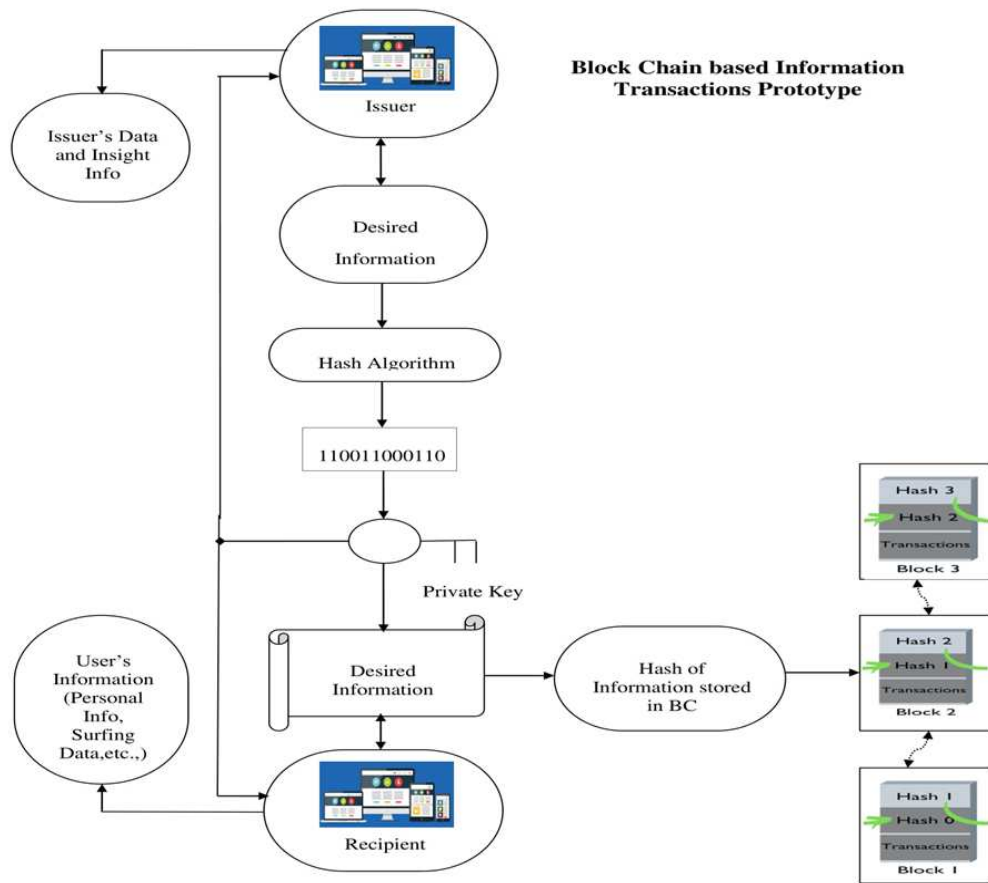 Block Chain based Information
Transactions Prototype
Issuer
Issuer's Data
and Insight
Info
Desired
Information
Hash Algorithm
110011000110
Private Key
User's
Information
(Personal
Info,
Surfing
Data,etc.,)
Desired
Information
Recipient
Hash of
Information stored
in BC
Hash 3
Hash 2
Transactions
Block 3
Hash 2
Hash 1
Transactions
Block 2
Hash 1
Hash 0
Transactions
Block 1